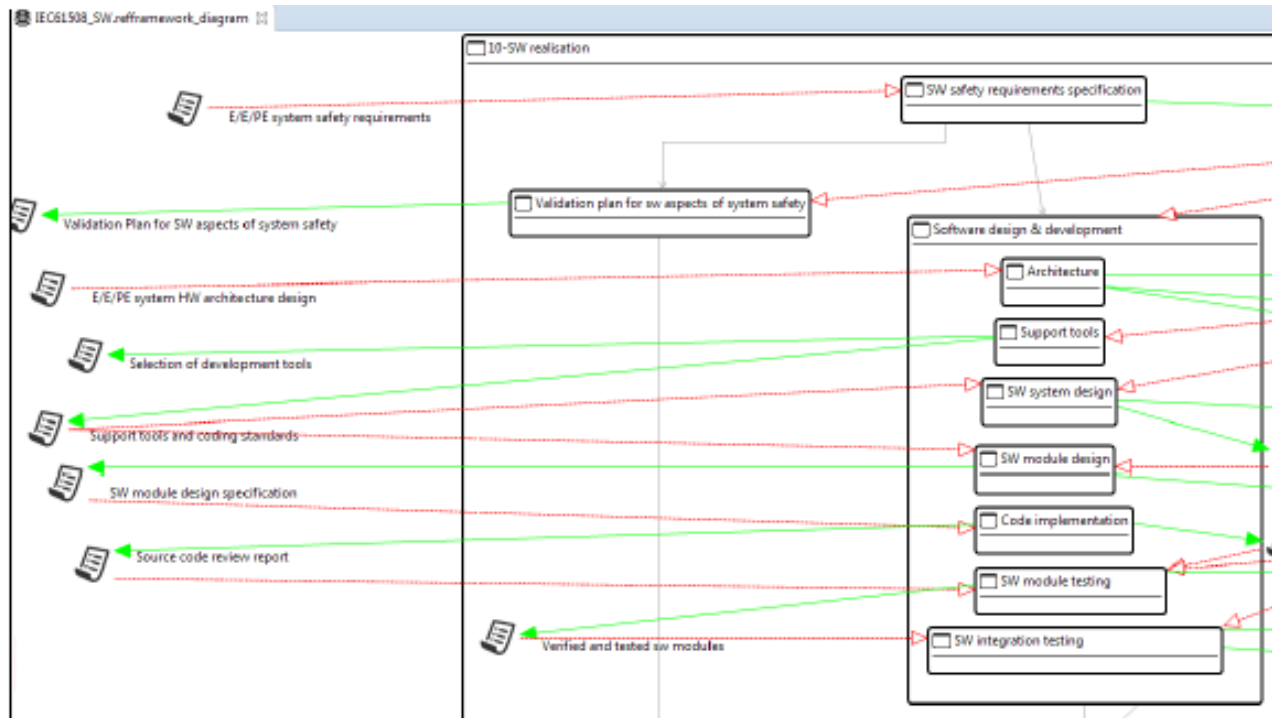 IEC61508_SW.refframework_diagram
10-SW realisation
SW safety requirements specification
E/E/PE system safety requirements
Validation plan for sw aspects of system safety
Validation Plan for SW aspects of system safety
Software design & development
Architecture
E/E/PE system HW architecture design
Support tools
Selection of development tools
SW system design
Support tools and coding standards
SW module design
SW module design specification
Code implementation
Source code review report
SW module testing
SW integration testing
Verified and tested sw modules